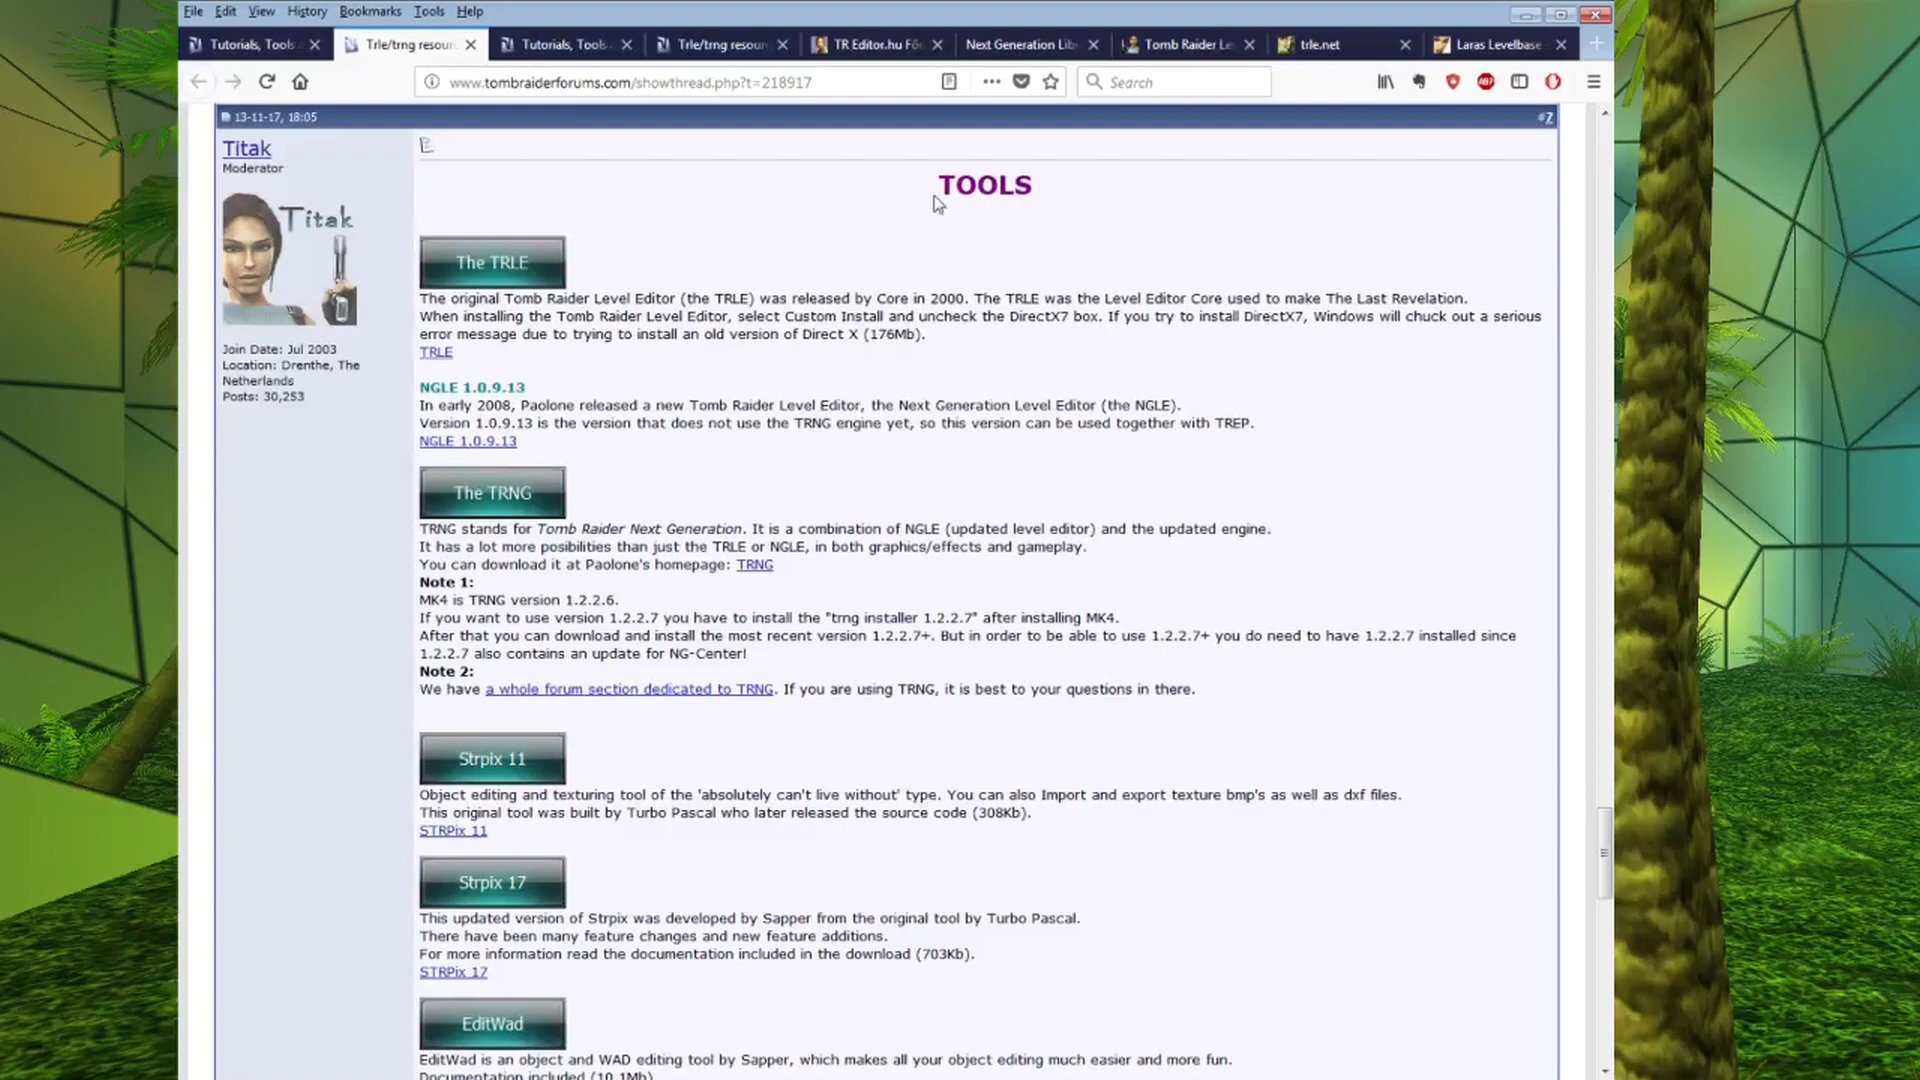 File Edit View History Bookmarks Tools Help
Tutorials, Tools Trle/trng resour Tutorials, Tools Trle/trng resour TR Editor.hu Fó Next Generation Lib Tomb Raider Le trle.net Laras Levelbase
www.tombraiderforums.com/showthread.php?t=218917
Search
ABP
13-11-17, 18:05 #7
Titak
Moderator
Titak
Join Date: Jul 2003
Location: Drenthe, The
Netherlands
Posts: 30,253
TOOLS
The TRLE
The original Tomb Raider Level Editor (the TRLE) was released by Core in 2000. The TRLE was the Level Editor Core used to make The Last Revelation.
When installing the Tomb Raider Level Editor, select Custom Install and uncheck the DirectX7 box. If you try to install DirectX7, Windows will chuck out a serious
error message due to trying to install an old version of Direct X (176Mb).
TRLE
NGLE 1.0.9.13
In early 2008, Paolone released a new Tomb Raider Level Editor, the Next Generation Level Editor (the NGLE).
Version 1.0.9.13 is the version that does not use the TRNG engine yet, so this version can be used together with TREP.
NGLE 1.0.9.13
The TRNG
TRNG stands for Tomb Raider Next Generation. It is a combination of NGLE (updated level editor) and the updated engine.
It has a lot more posibilities than just the TRLE or NGLE, in both graphics/effects and gameplay.
You can download it at Paolone's homepage: TRNG
Note 1:
MK4 is TRNG version 1.2.2.6.
If you want to use version 1.2.2.7 you have to install the "trng installer 1.2.2.7" after installing MK4.
After that you can download and install the most recent version 1.2.2.7+. But in order to be able to use 1.2.2.7+ you do need to have 1.2.2.7 installed since
1.2.2.7 also contains an update for NG-Center!
Note 2:
We have a whole forum section dedicated to TRNG. If you are using TRNG, it is best to your questions in there.
Strpix 11
Object editing and texturing tool of the 'absolutely can't live without' type. You can also Import and export texture bmp's as well as dxf files.
This original tool was built by Turbo Pascal who later released the source code (308Kb).
STRPix 11
Strpix 17
This updated version of Strpix was developed by Sapper from the original tool by Turbo Pascal.
There have been many feature changes and new feature additions.
For more information read the documentation included in the download (703Kb).
STRPix 17
EditWad
EditWad is an object and WAD editing tool by Sapper, which makes all your object editing much easier and more fun.
Documentation included (10.1Mb)